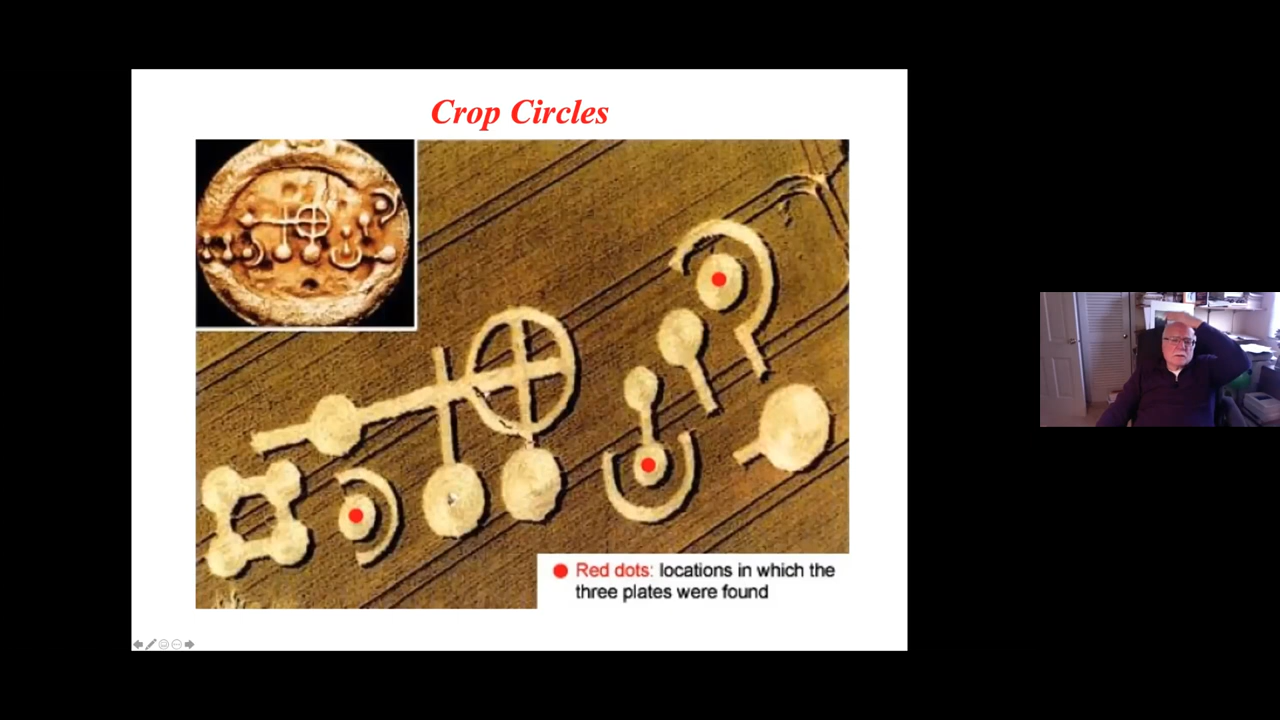 Crop Circles
Red dots: locations in which the
three plates were found